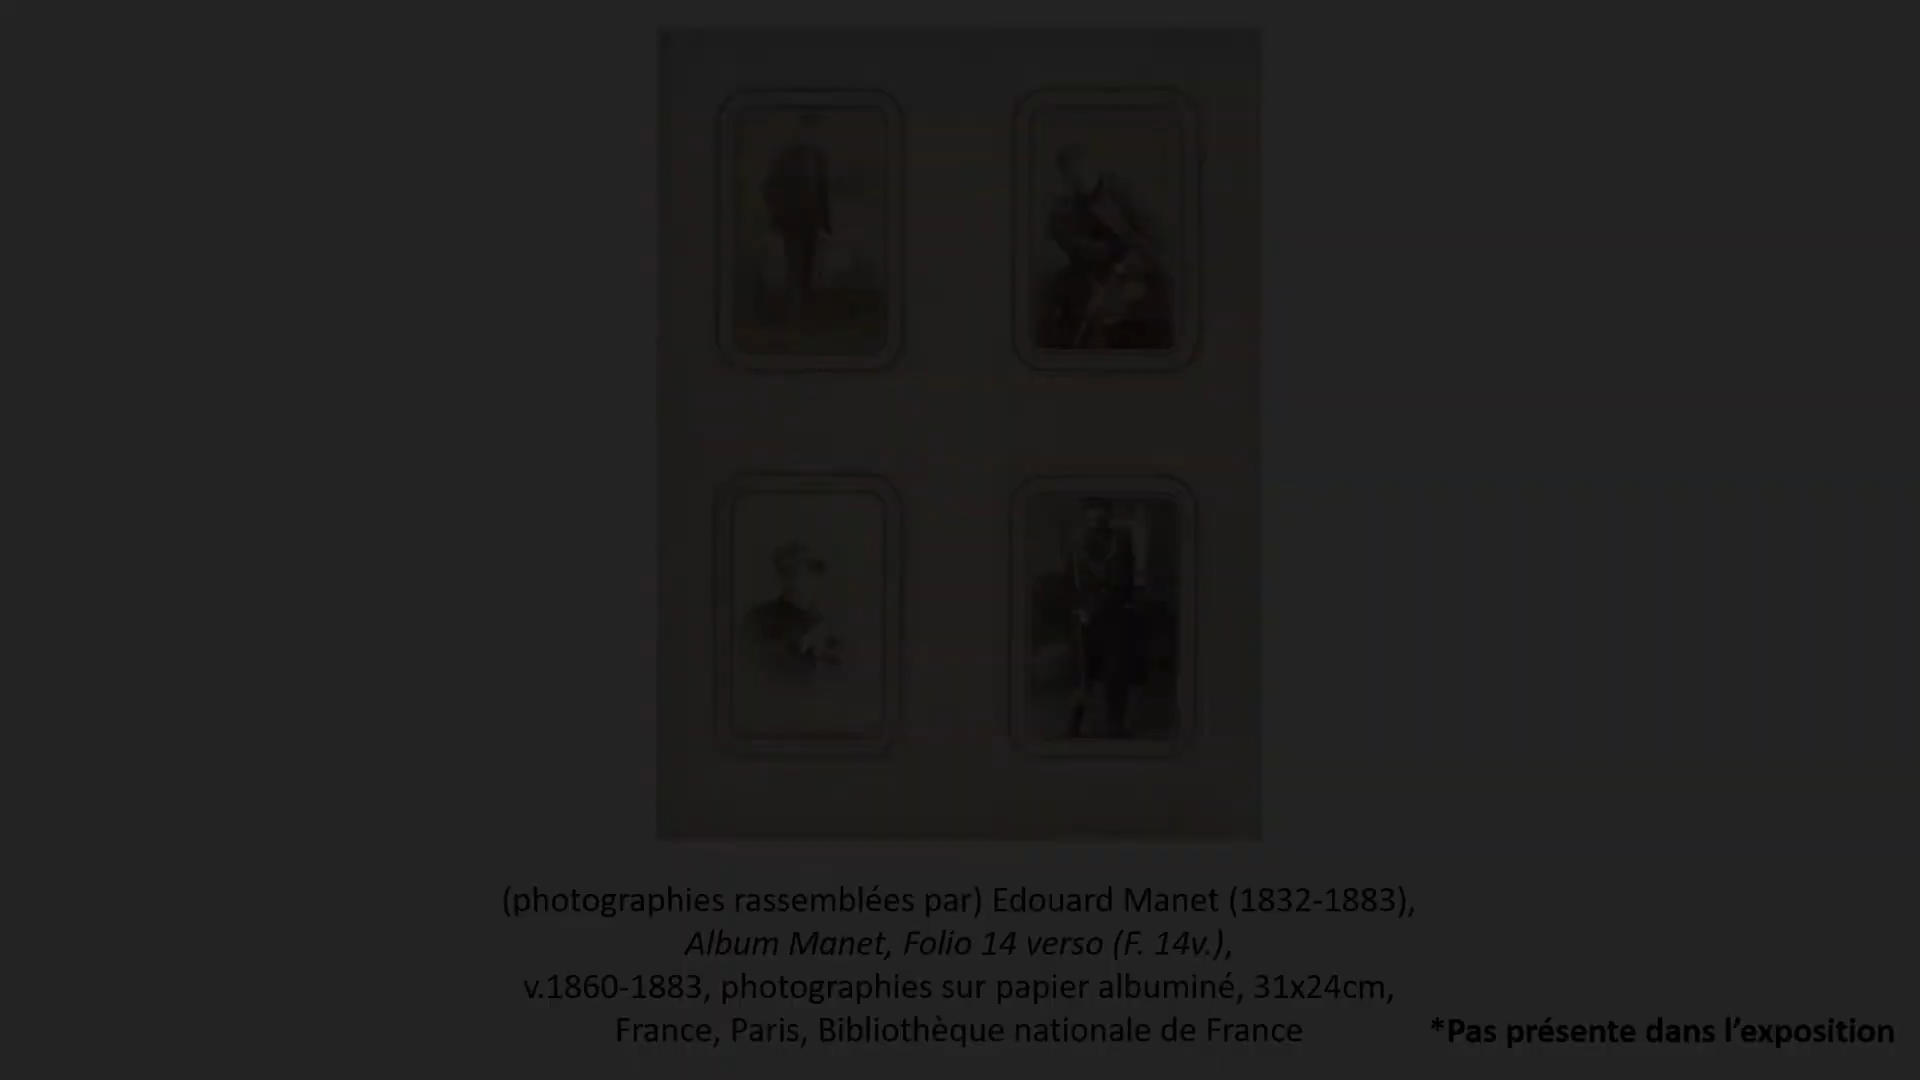 (photographies rassemblées par) Edouard Manet (1832-1883),
Album Manet, Folio 14 verso (F. 14v.),
v.1860-1883, photographies sur papier albuminé, 31x24cm,
France, Paris, Bibliothèque nationale de France
*Pas présente dans l’exposition